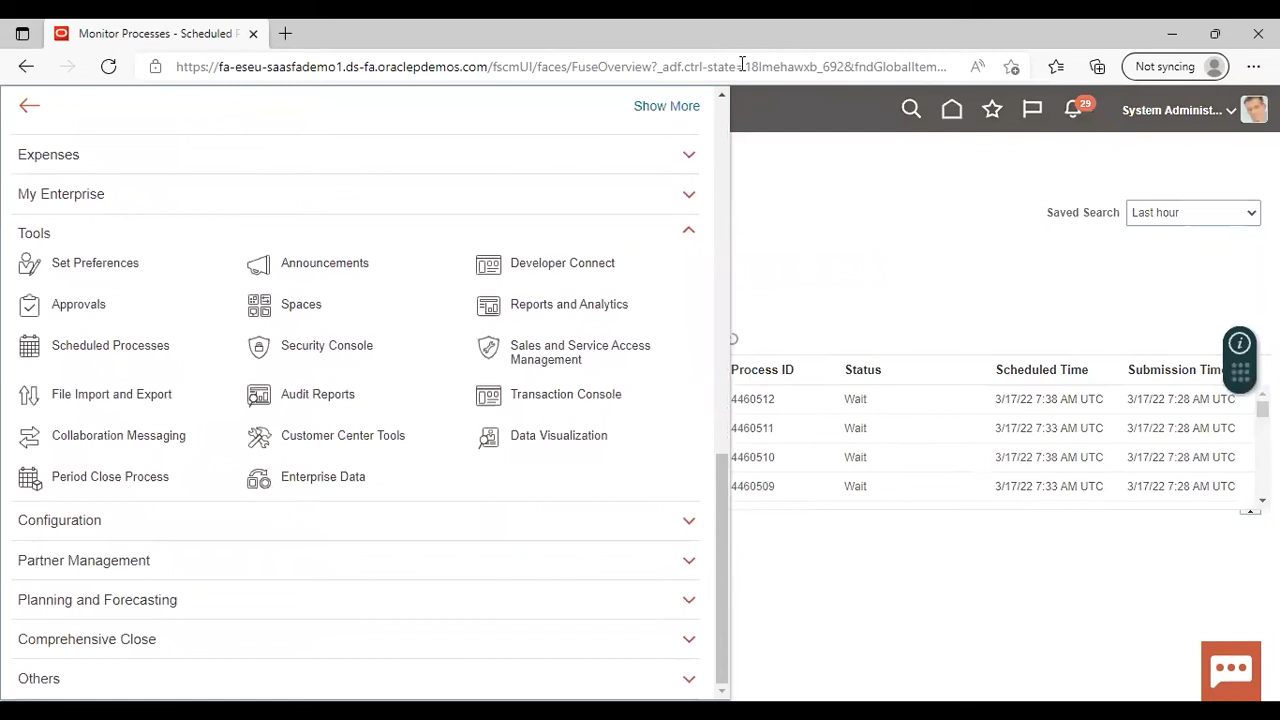 Monitor Processes - Scheduled P
https://fa-eseu-saasfademo1.ds-fa.oraclepdemos.com/fscmUI/faces/FuseOverview?_adf.ctrl-state=18lmehawxb_692&fndGlobalItem...
Not syncing
Show More
29
System Administ...
Expenses
My Enterprise
Saved Search
Last hour
Tools
Set Preferences
Announcements
Developer Connect
Approvals
Spaces
Reports and Analytics
Scheduled Processes
Security Console
Sales and Service Access
Management
File Import and Export
Audit Reports
Transaction Console
Collaboration Messaging
Customer Center Tools
Data Visualization
Period Close Process
Enterprise Data
Process ID Status Scheduled Time Submission Tim
4460512 Wait 3/17/22 7:38 AM UTC 3/17/22 7:28 AM UTC
4460511 Wait 3/17/22 7:33 AM UTC 3/17/22 7:28 AM UTC
4460510 Wait 3/17/22 7:38 AM UTC 3/17/22 7:28 AM UTC
4460509 Wait 3/17/22 7:33 AM UTC 3/17/22 7:28 AM UTC
Configuration
Partner Management
Planning and Forecasting
Comprehensive Close
Others